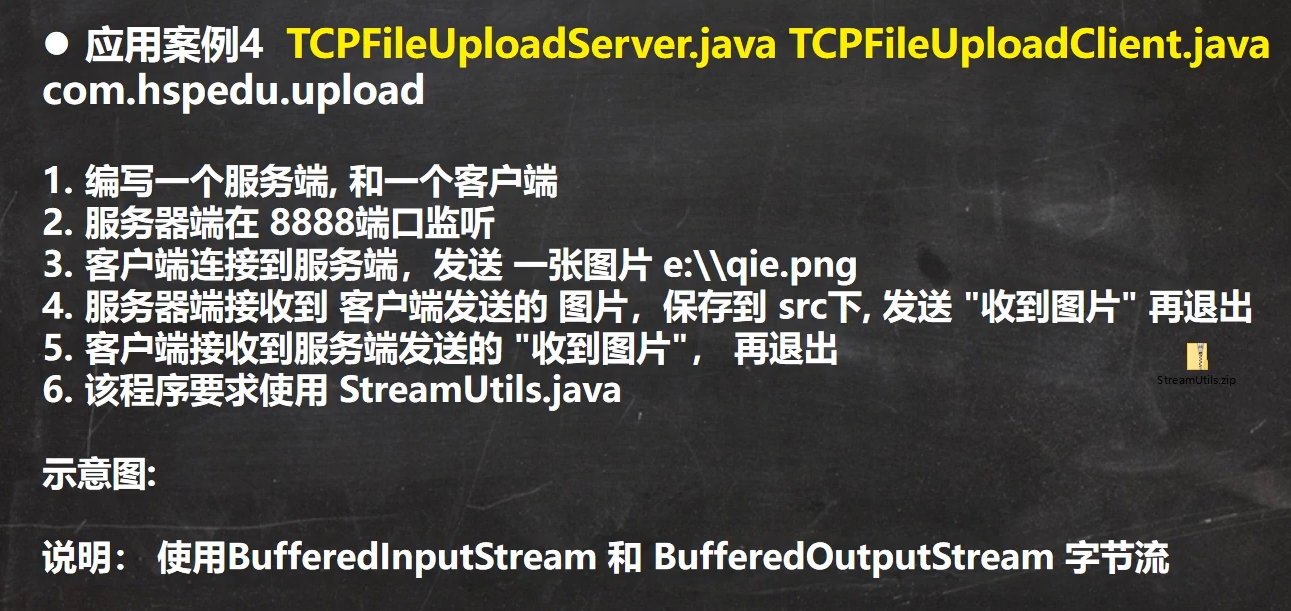 ● 应用案例4 TCPFileUploadServer.java TCPFileUploadClient.java
com.hspedu.upload
1. 编写一个服务端, 和一个客户端
2. 服务器端在 8888端口监听
3. 客户端连接到服务端，发送 一张图片 e:\\qie.png
4. 服务器端接收到 客户端发送的 图片，保存到 src下, 发送 "收到图片" 再退出
5. 客户端接收到服务端发送的 "收到图片"， 再退出
6. 该程序要求使用 StreamUtils.java
StreamUtils.zip
示意图:
说明： 使用BufferedInputStream 和 BufferedOutputStream 字节流